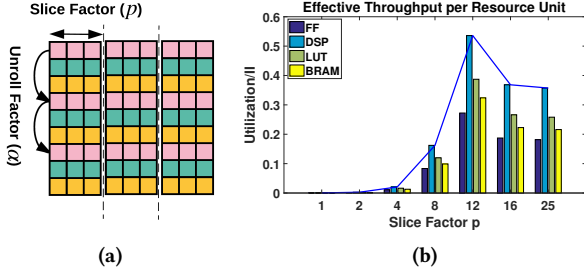 Slice Factor (p)
Unroll Factor (α)
(a)
Effective Throughput per Resource Unit
FF
DSP
LUT
BRAM
Utilization/II
0.6
0.5
0.4
0.3
0.2
0.1
0
1 2 4 8 12 16 25
Slice Factor p
(b)